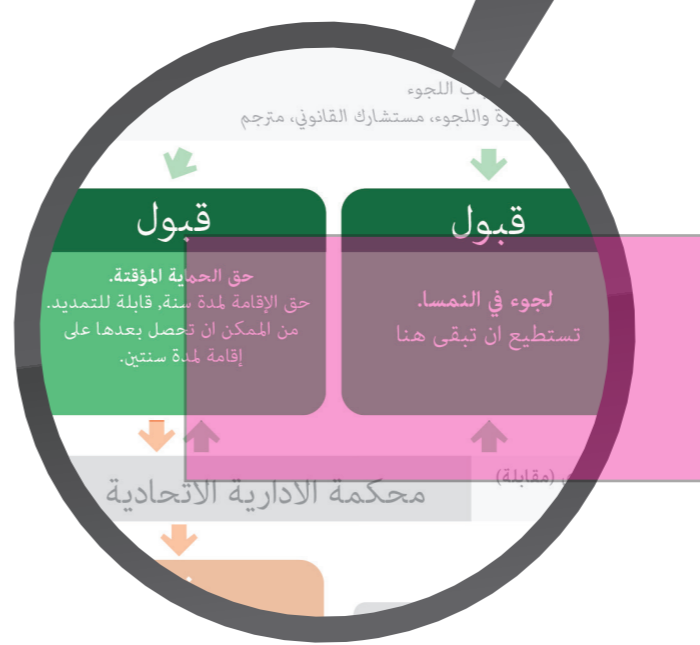 اللجوء
واللجوء، مستشارك القانوني، مترجم
قبول
لجوء في النمسا.
تستطيع ان تبقى هنا
قبول
حق الحماية المؤقتة.
حق الإقامة لمدة سنة, قابلة للتمديد.
من الممكن ان تحصل بعدها على
إقامة لمدة سنتين.
(مقابلة)
محكمة الادارية الاتحادية